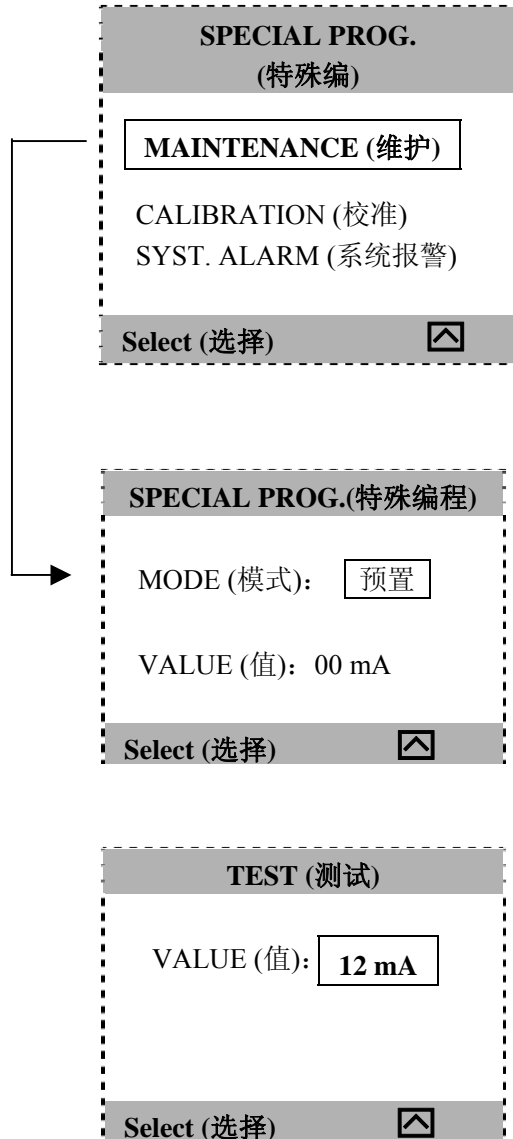 SPECIAL PROG.
(特殊编)
MAINTENANCE (维护)
CALIBRATION (校准)
SYST. ALARM (系统报警)
Select (选择)
SPECIAL PROG.(特殊编程)
MODE (模式)： 预置
VALUE (值)：00 mA
Select (选择)
TEST (测试)
VALUE (值)：12 mA
Select (选择)